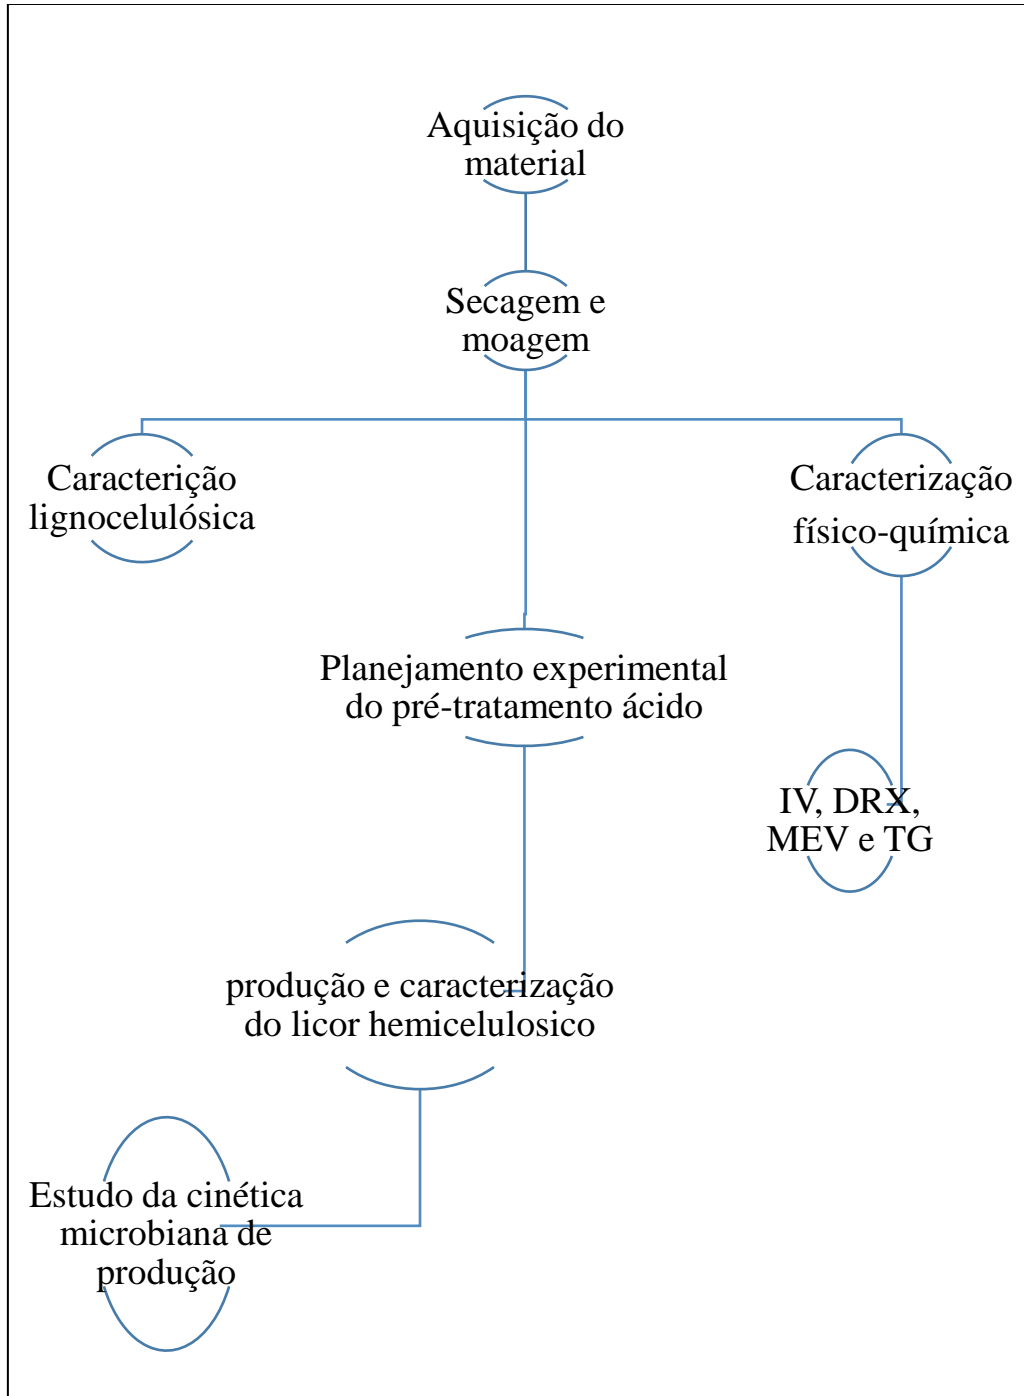 Aquisição do
material
Secagem e
moagem
Caracterição
lignocelulósica
Caracterização
físico-química
Planejamento experimental
do pré-tratamento ácido
IV, DRX,
MEV e TG
produção e caracterização
do licor hemicelulosico
Estudo da cinética
microbiana de
produção